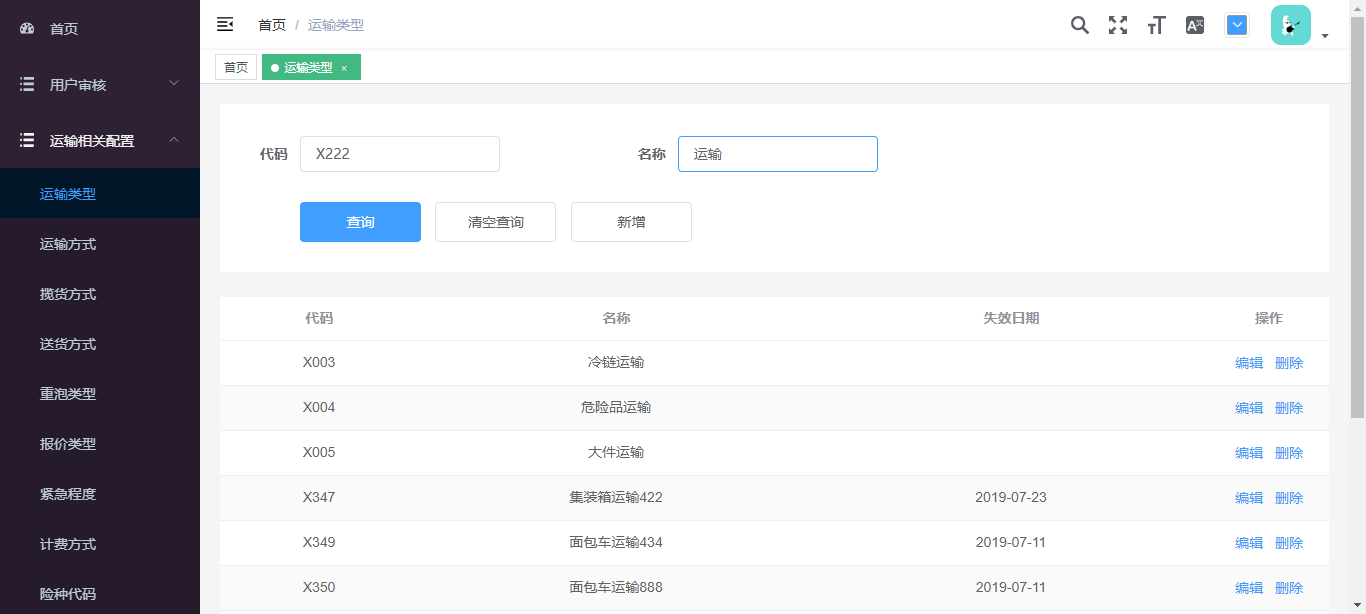 首页
用户审核
运输相关配置
运输类型
运输方式
揽货方式
送货方式
重泡类型
报价类型
紧急程度
计费方式
险种代码
首页 / 运输类型
首页 运输类型 ×
代码 X222 名称 运输
查询 清空查询 新增
代码 名称 失效日期 操作
X003 冷链运输 编辑 删除
X004 危险品运输 编辑 删除
X005 大件运输 编辑 删除
X347 集装箱运输422 2019-07-23 编辑 删除
X349 面包车运输434 2019-07-11 编辑 删除
X350 面包车运输888 2019-07-11 编辑 删除